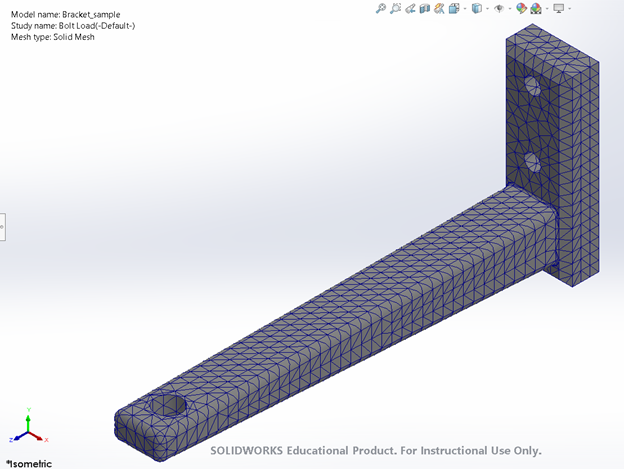 Model name: Bracket_sample
Study name: Bolt Load(-Default-)
Mesh type: Solid Mesh
Y
Z
X
SOLIDWORKS Educational Product. For Instructional Use Only.
*Isometric